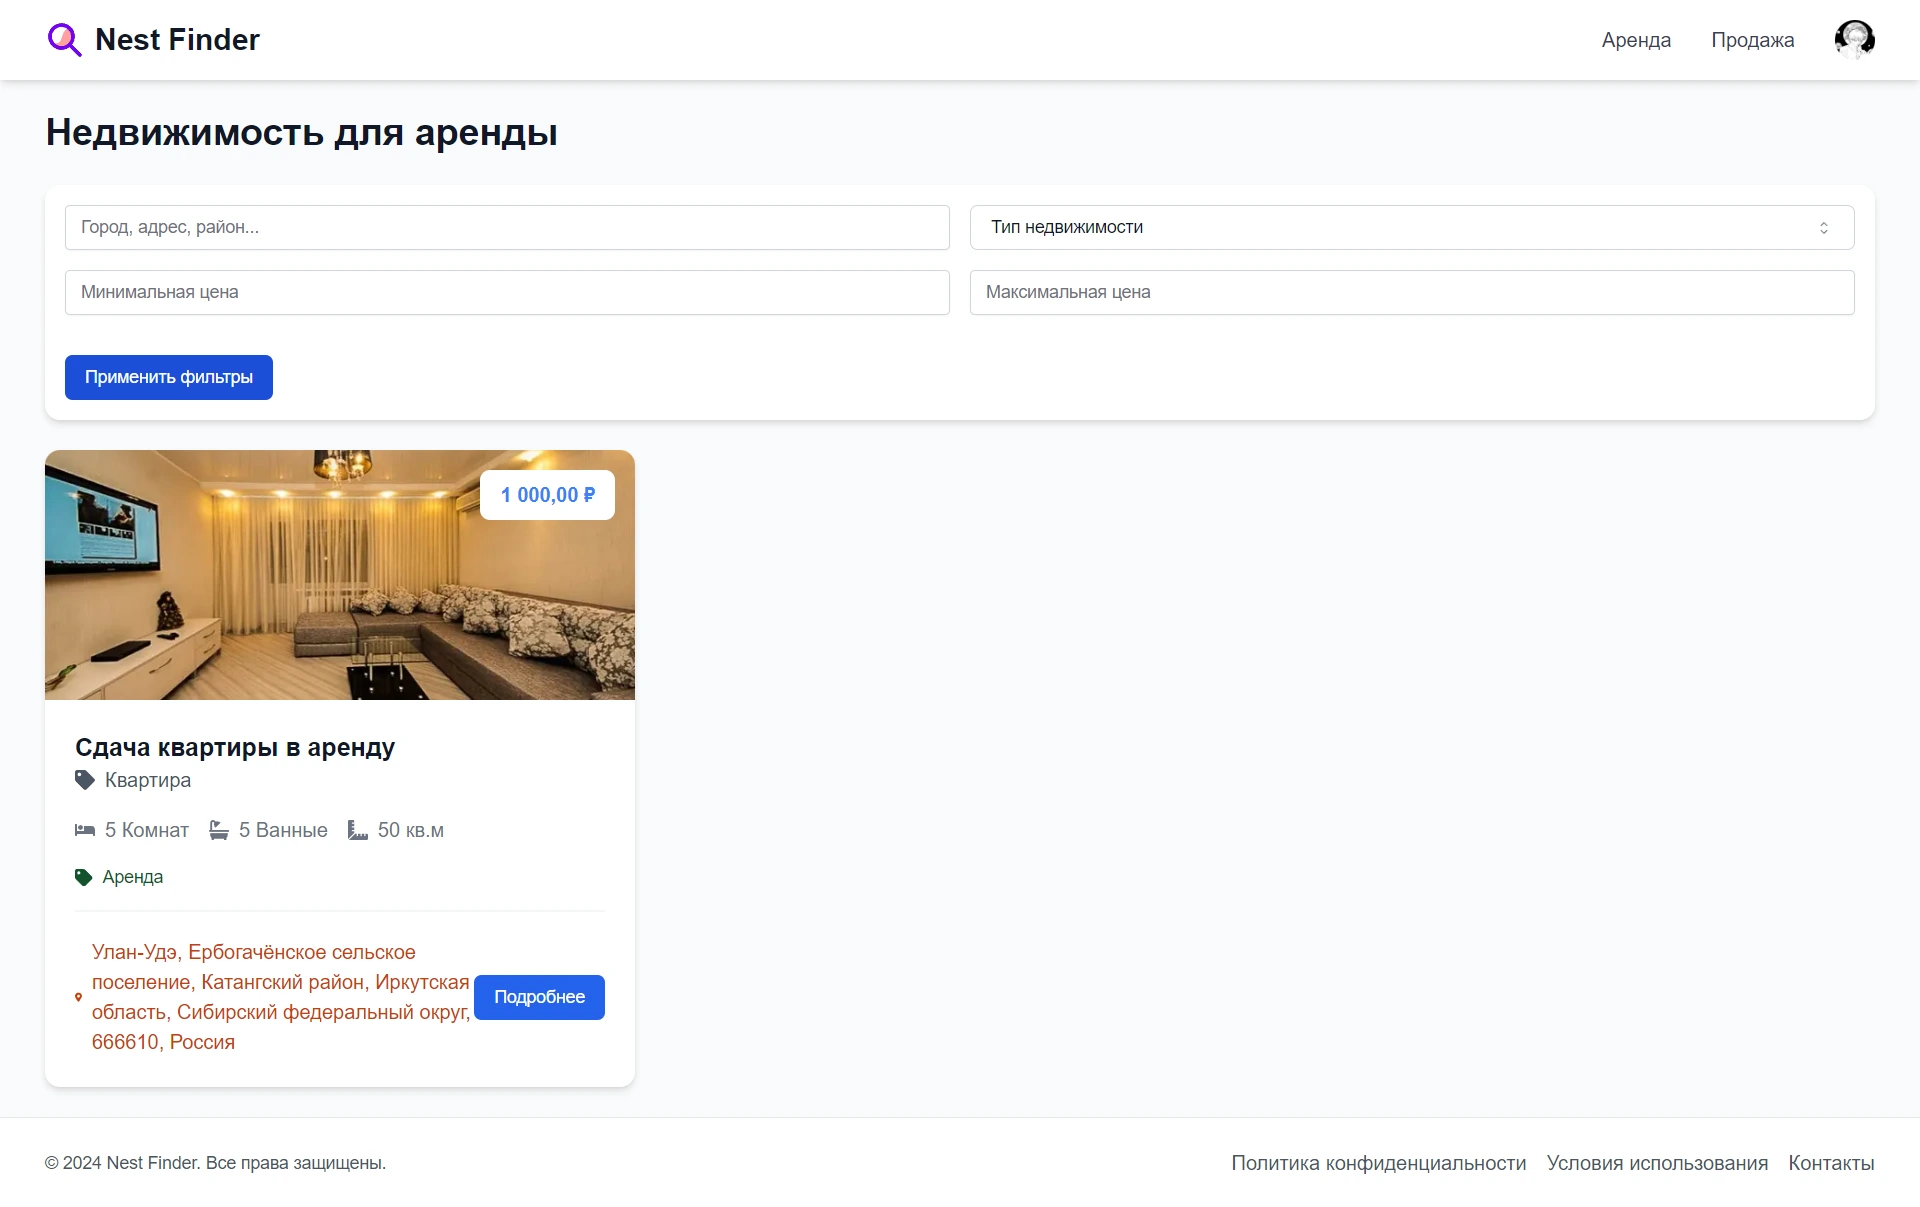 Nest Finder
Аренда
Продажа
Недвижимость для аренды
Город, адрес, район...
Тип недвижимости
Минимальная цена
Максимальная цена
Применить фильтры
1 000,00 ₽
Сдача квартиры в аренду
Квартира
5 Комнат
5 Ванные
50 кв.м
Аренда
Улан-Удэ, Ербогачёнское сельское
поселение, Катангский район, Иркутская
область, Сибирский федеральный округ,
666610, Россия
Подробнее
© 2024 Nest Finder. Все права защищены.
Политика конфиденциальности
Условия использования
Контакты